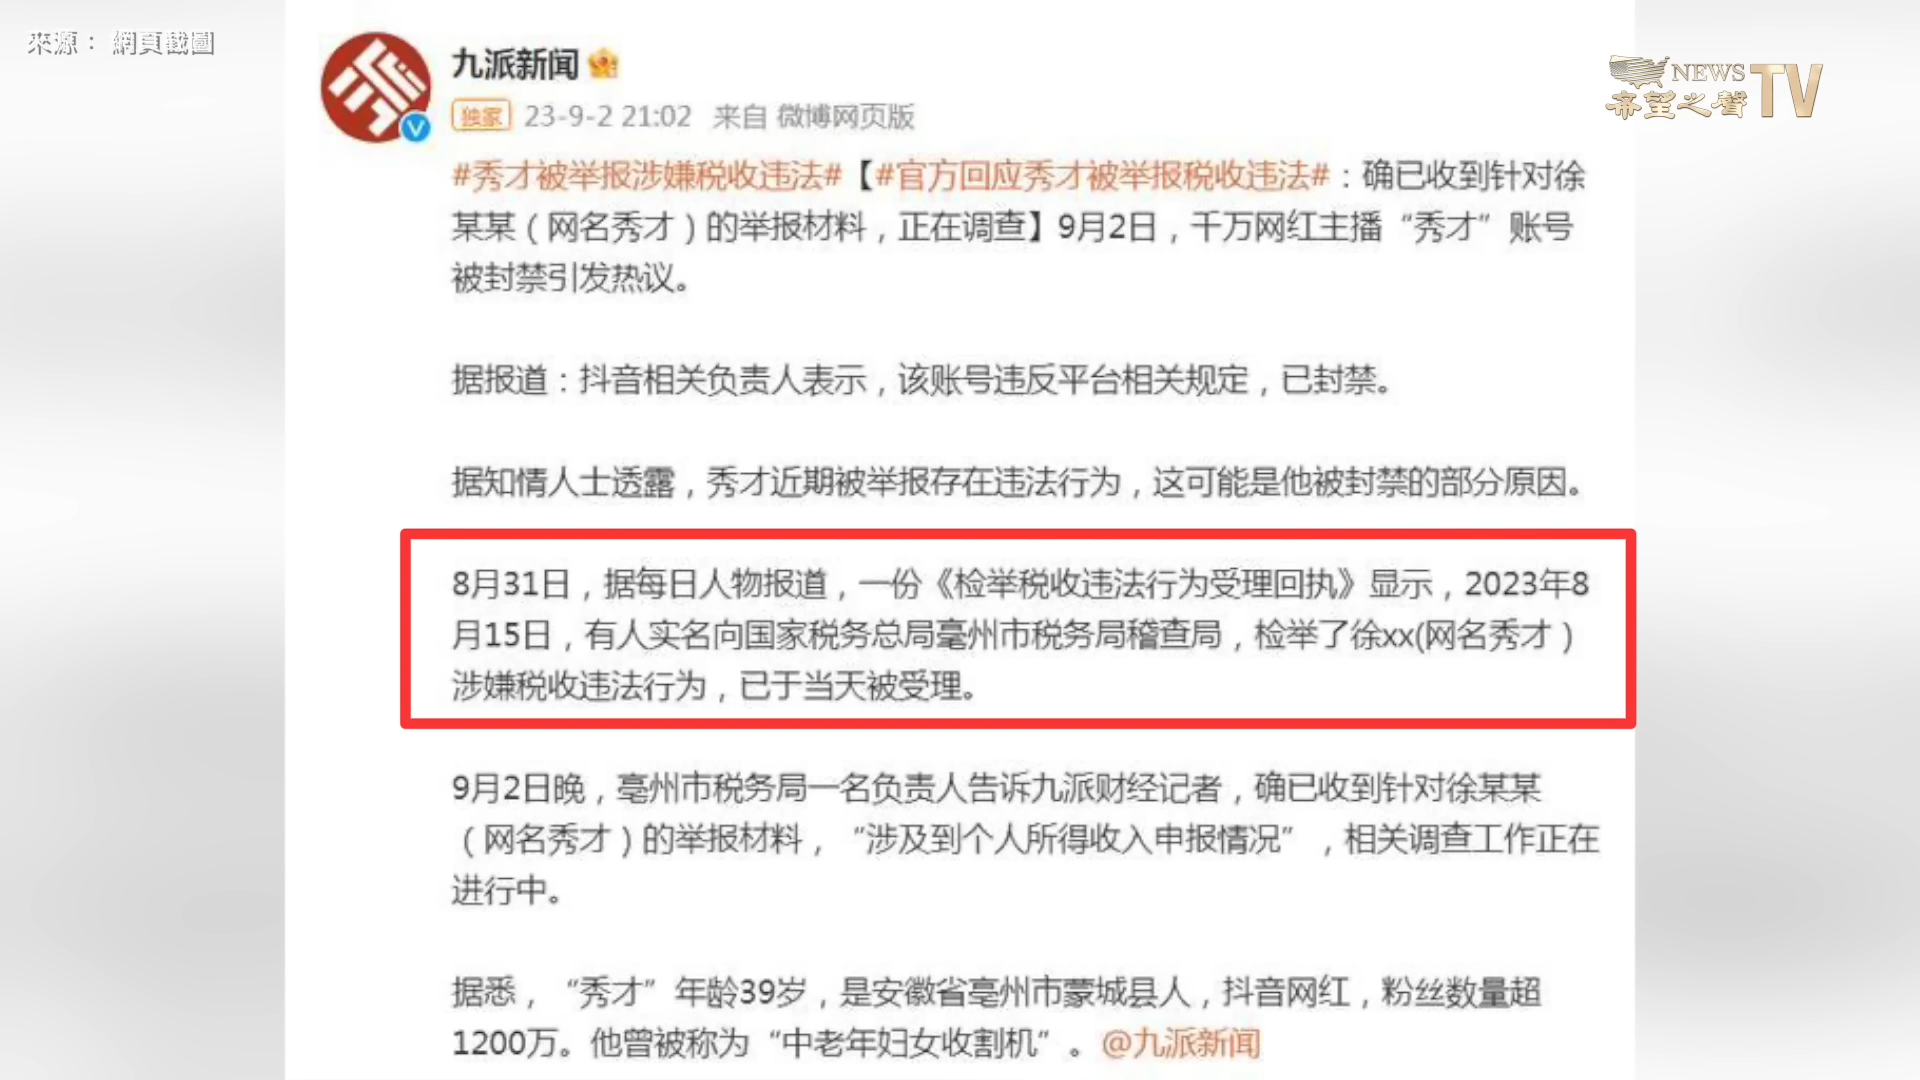 來源：網頁截圖
NEWS
希望之聲TV
九派新闻
独家 23-9-2 21:02 来自 微博网页版
#秀才被举报涉嫌税收违法#【#官方回应秀才被举报税收违法#：确已收到针对徐
某某（网名秀才）的举报材料，正在调查】9月2日，千万网红主播“秀才”账号
被封禁引发热议。
据报道：抖音相关负责人表示，该账号违反平台相关规定，已封禁。
据知情人士透露，秀才近期被举报存在违法行为，这可能是他被封禁的部分原因。
8月31日，据每日人物报道，一份《检举税收违法行为受理回执》显示，2023年8
月15日，有人实名向国家税务总局亳州市税务局稽查局，检举了徐xx(网名秀才）
涉嫌税收违法行为，已于当天被受理。
9月2日晚，亳州市税务局一名负责人告诉九派财经记者，确已收到针对徐某某
（网名秀才）的举报材料，“涉及到个人所得收入申报情况”，相关调查工作正在
进行中。
据悉，“秀才”年龄39岁，是安徽省亳州市蒙城县人，抖音网红，粉丝数量超
1200万。他曾被称为“中老年妇女收割机”。@九派新闻